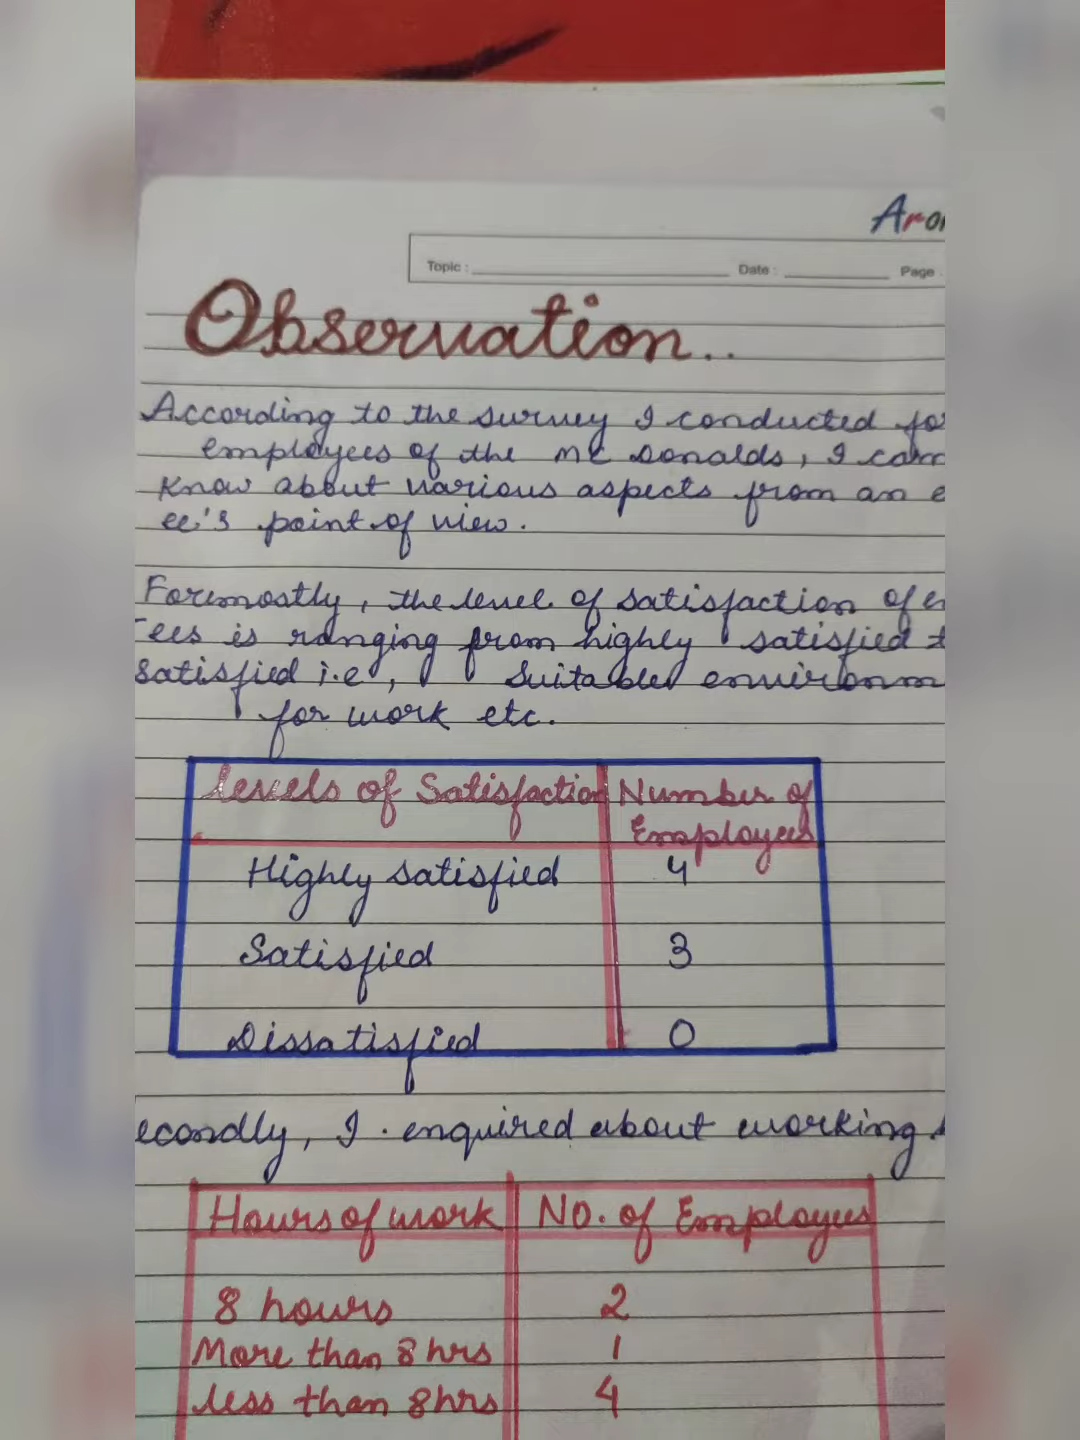 Aro
Topic : Date : Page
Observation..
According to the survey I conducted fo
employees of the Mc Donalds, I cam
know about various aspects from an e
ee's point of view.
Foremostly, the level of satisfaction of em
ees is ranging from highly satisfied t
satisfied i.e, suitable environm
for work etc.
levels of Satisfaction Number of
Employees
Highly satisfied 4
Satisfied 3
Dissatisfied 0
econdly, I enquired about working
Hours of work No. of Employees
8 hours 2
More than 8 hrs 1
less than 8hrs 4